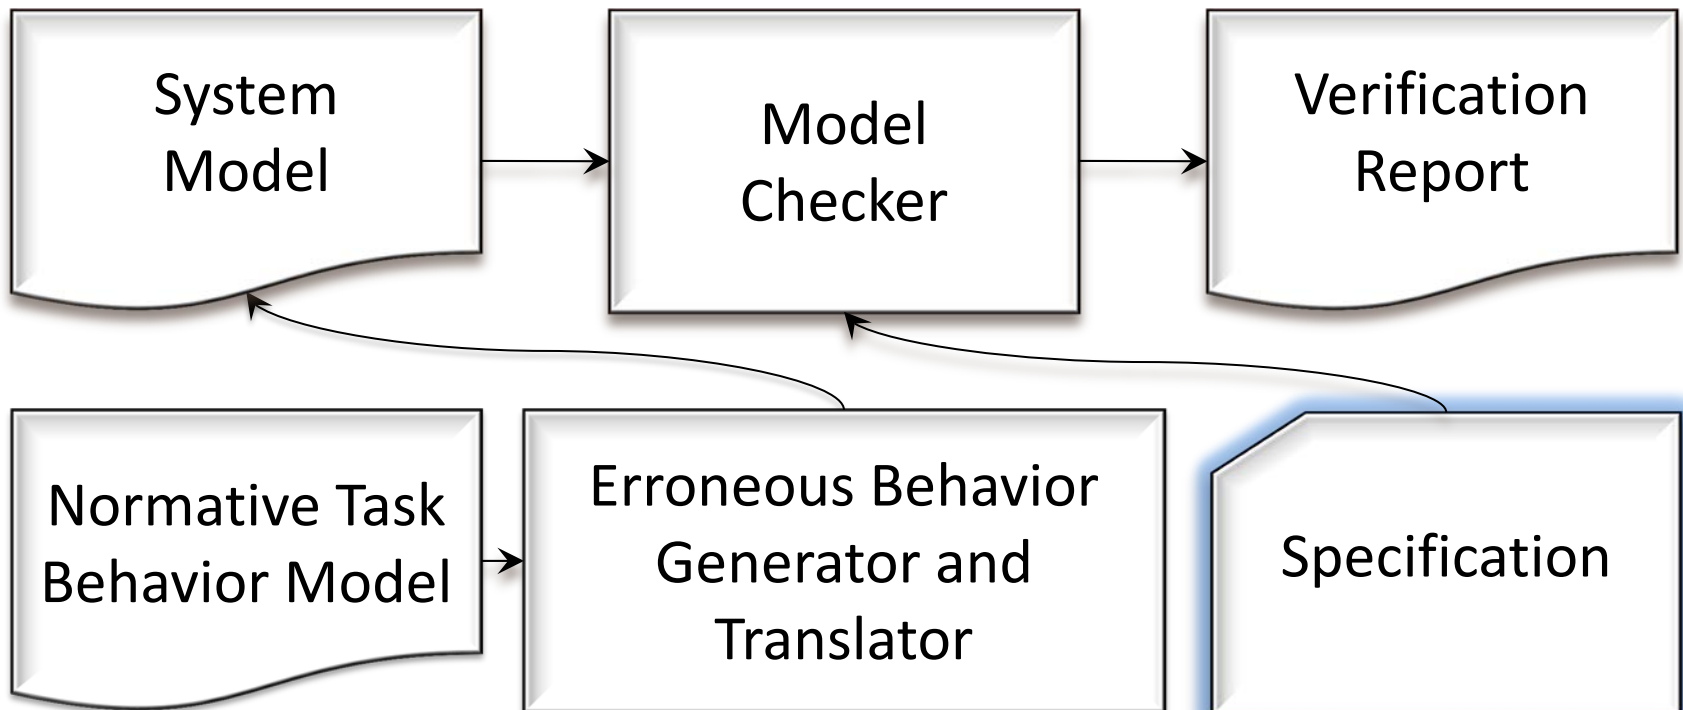 System
Model
Model
Checker
Verification
Report
Normative Task
Behavior Model
Erroneous Behavior
Generator and
Translator
Specification